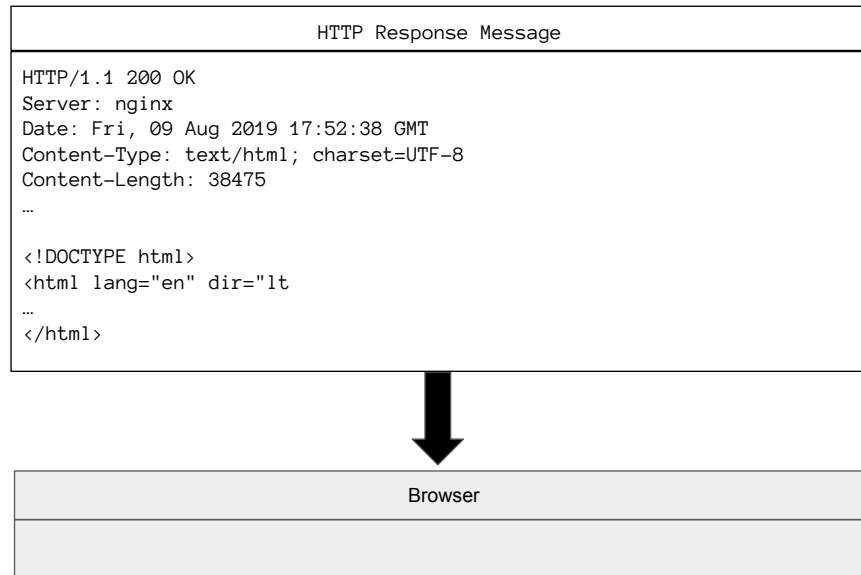 HTTP Response Message
HTTP/1.1 200 OK
Server: nginx
Date: Fri, 09 Aug 2019 17:52:38 GMT
Content-Type: text/html; charset=UTF-8
Content-Length: 38475
…
<!DOCTYPE html>
<html lang="en" dir="lt
…
</html>
Browser